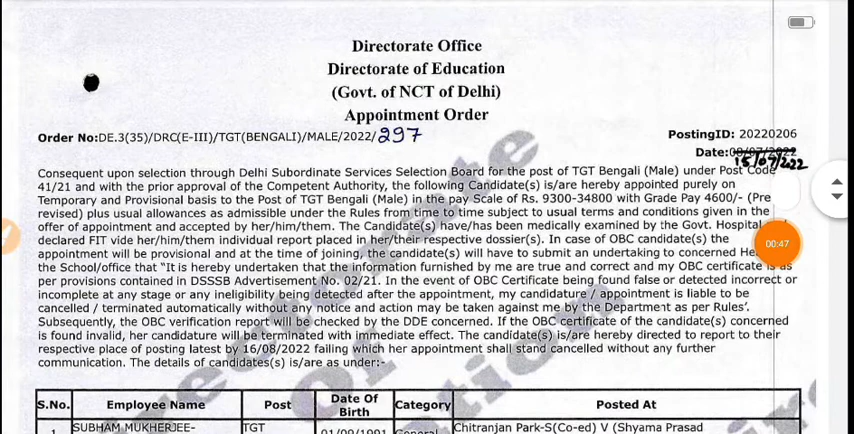 Directorate Office
Directorate of Education
(Govt. of NCT of Delhi)
Appointment Order
Order No:DE.3(35)/DRC(E-III)/TGT(BENGALI)/MALE/2022/297
PostingID: 20220206
Date:08/07/2022
15/07/2022
Consequent upon selection through Delhi Subordinate Services Selection Board for the post of TGT Bengali (Male) under Post Code
41/21 and with the prior approval of the Competent Authority, the following Candidate(s) is/are hereby appointed purely on
Temporary and Provisional basis to the Post of TGT Bengali (Male) in the pay Scale of Rs. 9300-34800 with Grade Pay 4600/- (Pre
revised) plus usual allowances as admissible under the Rules from time to time subject to usual terms and conditions given in the
offer of appointment and accepted by her/him/them. The Candidate(s) have/has been medically examined by the Govt. Hospital
declared FIT vide her/him/them individual report placed in her/their respective dossier(s). In case of OBC candidate(s) the
appointment will be provisional and at the time of joining, the candidate(s) will have to submit an undertaking to concerned
the School/office that "It is hereby undertaken that the information furnished by me are true and correct and my OBC certificate is as
per provisions contained in DSSSB Advertisement No. 02/21. In the event of OBC Certificate being found false or detected incorrect or
incomplete at any stage or any ineligibility being detected after the appointment, my candidature / appointment is liable to be
cancelled / terminated automatically without any notice and action may be taken against me by the Department as per Rules'.
Subsequently, the OBC verification report will be checked by the DDE concerned. If the OBC certificate of the candidate(s) concerned
is found invalid, her candidature will be terminated with immediate effect. The candidate(s) is/are hereby directed to report to their
respective place of posting latest by 16/08/2022 failing which her appointment shall stand cancelled without any further
communication. The details of candidates(s) is/are as under:-
00:47
S.No. Employee Name Post Date Of Birth Category Posted At
1 SUBHAM MUKHERJEE- TGT 01/09/1991 General Chitranjan Park-S(Co-ed) V (Shyama Prasad